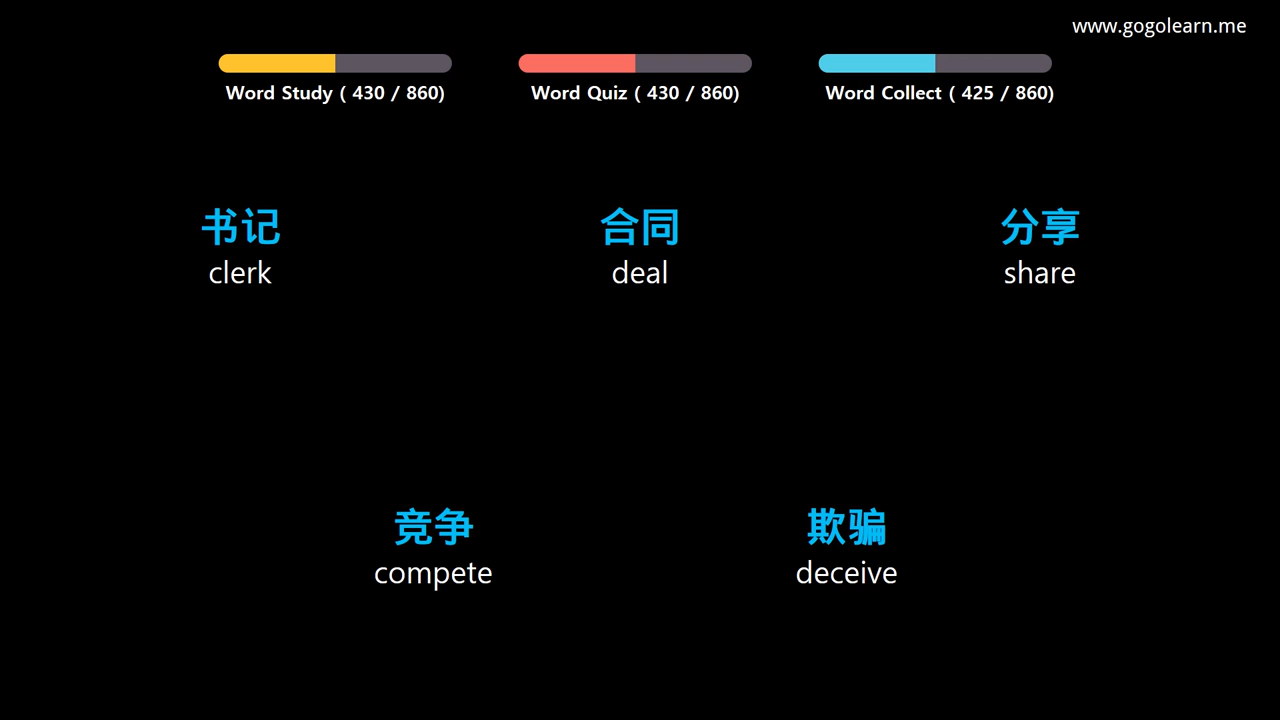 www.gogolearn.me
Word Study ( 430 / 860)
Word Quiz ( 430 / 860)
Word Collect ( 425 / 860)
书记
clerk
合同
deal
分享
share
竞争
compete
欺骗
deceive